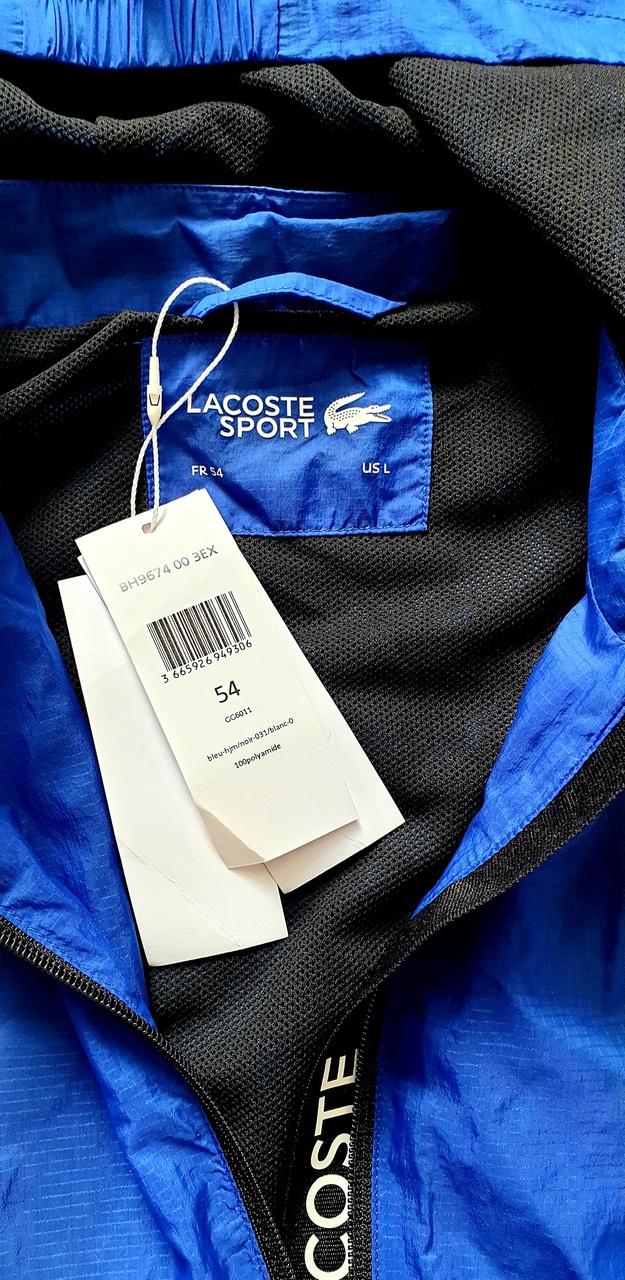 LACOSTE
SPORT
FR 54
US L
BH9674 00 3EX
3 665926 949306
54
GG6011
bleu-hjm/noir-031/blanc-0
100polyamide
COSTE